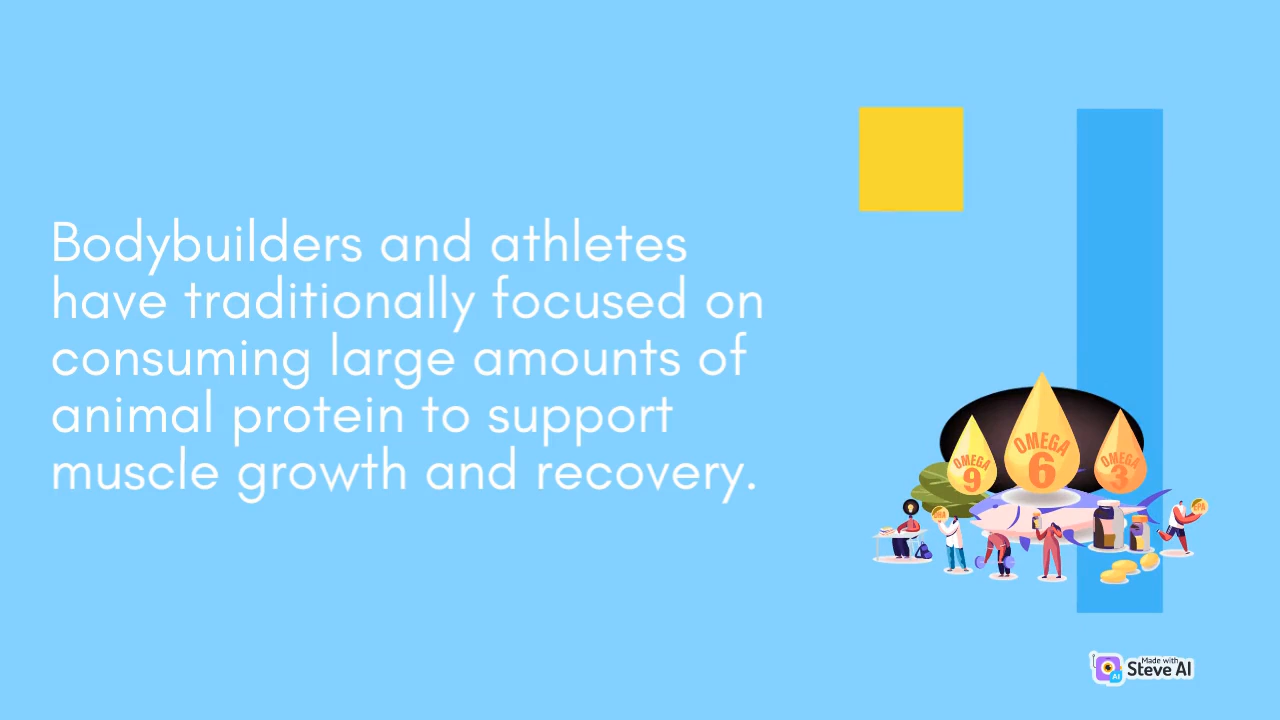 Bodybuilders and athletes
have traditionally focused on
consuming large amounts of
animal protein to support
muscle growth and recovery.
OMEGA
9
OMEGA
6
OMEGA
3
Made with
Steve AI
AI